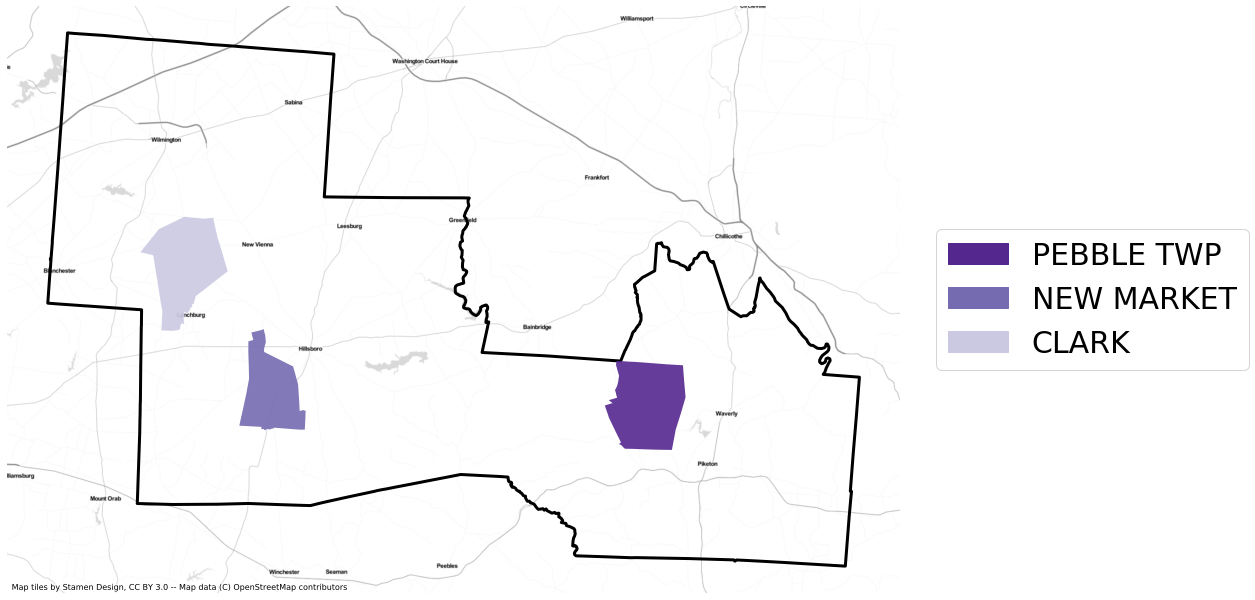 Williamsport
Washington Court House
Sabina
Wilmington
Frankfort
Greenfield
Leesburg
Chillicothe
New Vienna
Blanchester
Lynchburg
Bainbridge
Hillsboro
Waverly
Piketon
lliamsburg
Mount Orab
Peebles
Winchester
Seaman
Map tiles by Stamen Design, CC BY 3.0 -- Map data (C) OpenStreetMap contributors
PEBBLE TWP
NEW MARKET
CLARK